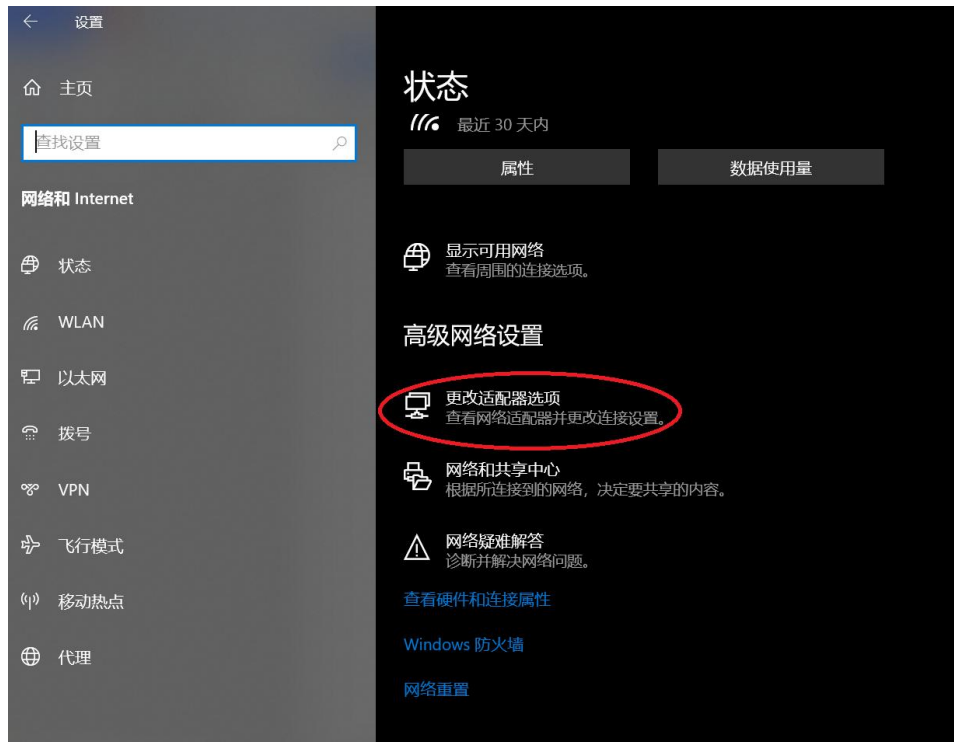 设置
主页
查找设置
网络和 Internet
状态
WLAN
以太网
拨号
VPN
飞行模式
移动热点
代理
状态
最近 30 天内
属性
数据使用量
显示可用网络
查看周围的连接选项。
高级网络设置
更改适配器选项
查看网络适配器并更改连接设置。
网络和共享中心
根据所连接到的网络，决定要共享的内容。
网络疑难解答
诊断并解决网络问题。
查看硬件和连接属性
Windows 防火墙
网络重置